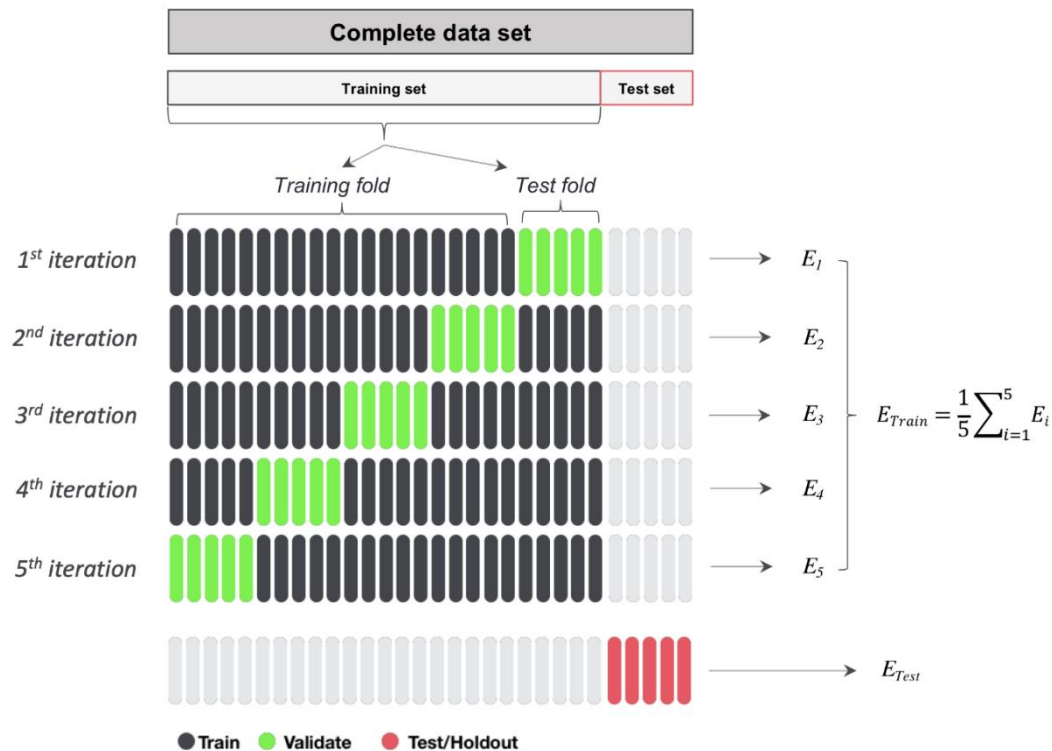 Complete data set
Training set Test set
Training fold Test fold
1st iteration E1
2nd iteration E2
3rd iteration E3
4th iteration E4
5th iteration E5
ETrain = 1/5 ∑5i=1 Ei
ETest
Train Validate Test/Holdout